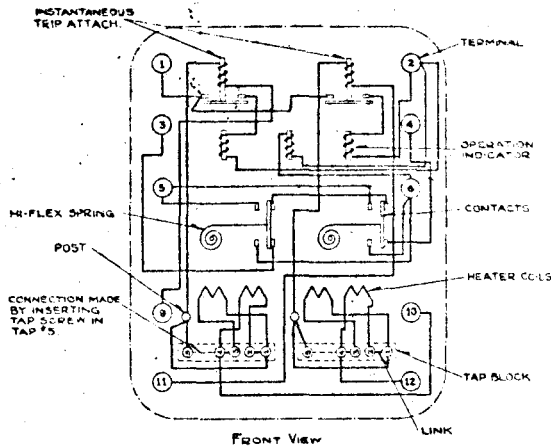 INSTANTANEOUS
TRIP ATTACH.
TERMINAL
1
2
3
4
OPERATION
INDICATOR
5
6
HI-FLEX SPRING
CONTACTS
POST
HEATER COILS
9
10
CONNECTION MADE
BY INSERTING
TAP SCREW IN
TAP #5.
11
12
TAP BLOCK
LINK
FRONT VIEW